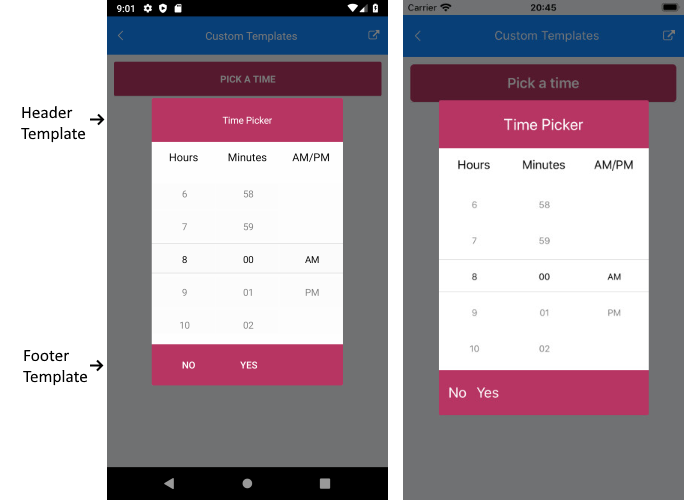 Header
Template
Footer
Template
9:01
Custom Templates
PICK A TIME
Time Picker
Hours Minutes AM/PM
6 58
7 59
8 00 AM
9 01 PM
10 02
NO YES
Carrier 20:45
Custom Templates
Pick a time
Time Picker
Hours Minutes AM/PM
6 58
7 59
8 00 AM
9 01 PM
10 02
No Yes